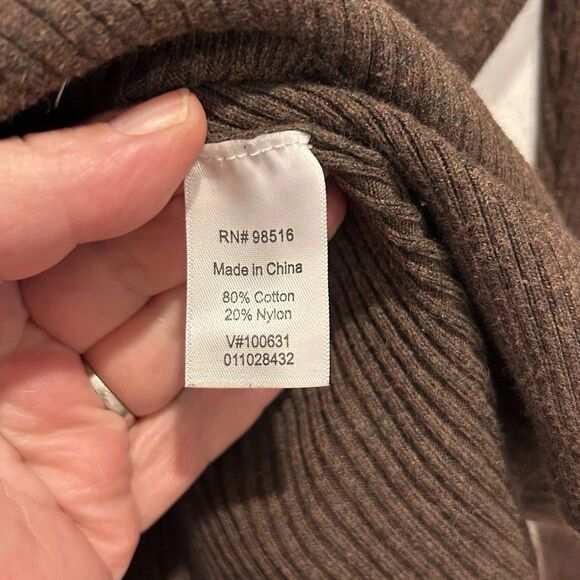 RN# 98516
Made in China
80% Cotton
20% Nylon
V#100631
011028432